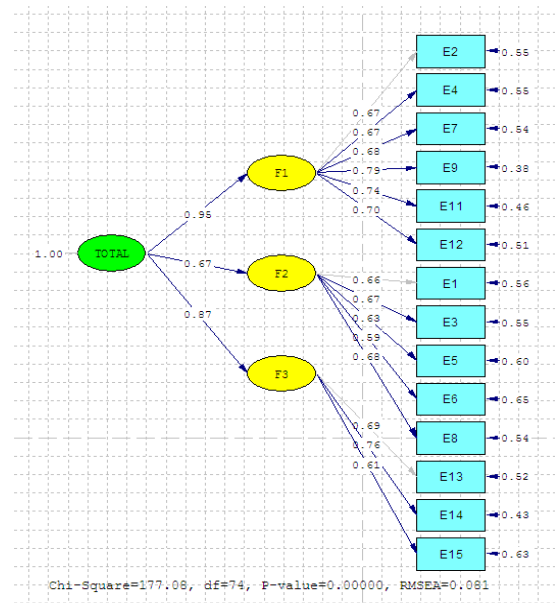 E2
0.55
E4
0.55
0.67
0.67
E7
0.54
0.68
0.79
E9
0.38
F1
0.74
E11
0.46
0.70
0.95
E12
0.51
1.00
TOTAL
0.67
F2
0.66
E1
0.56
0.67
0.63
E3
0.55
0.87
0.59
0.68
E5
0.60
F3
E6
0.65
0.69
E8
0.54
0.76
0.61
E13
0.52
E14
0.43
E15
0.63
Chi-Square=177.08, df=74, P-value=0.00000, RMSEA=0.081